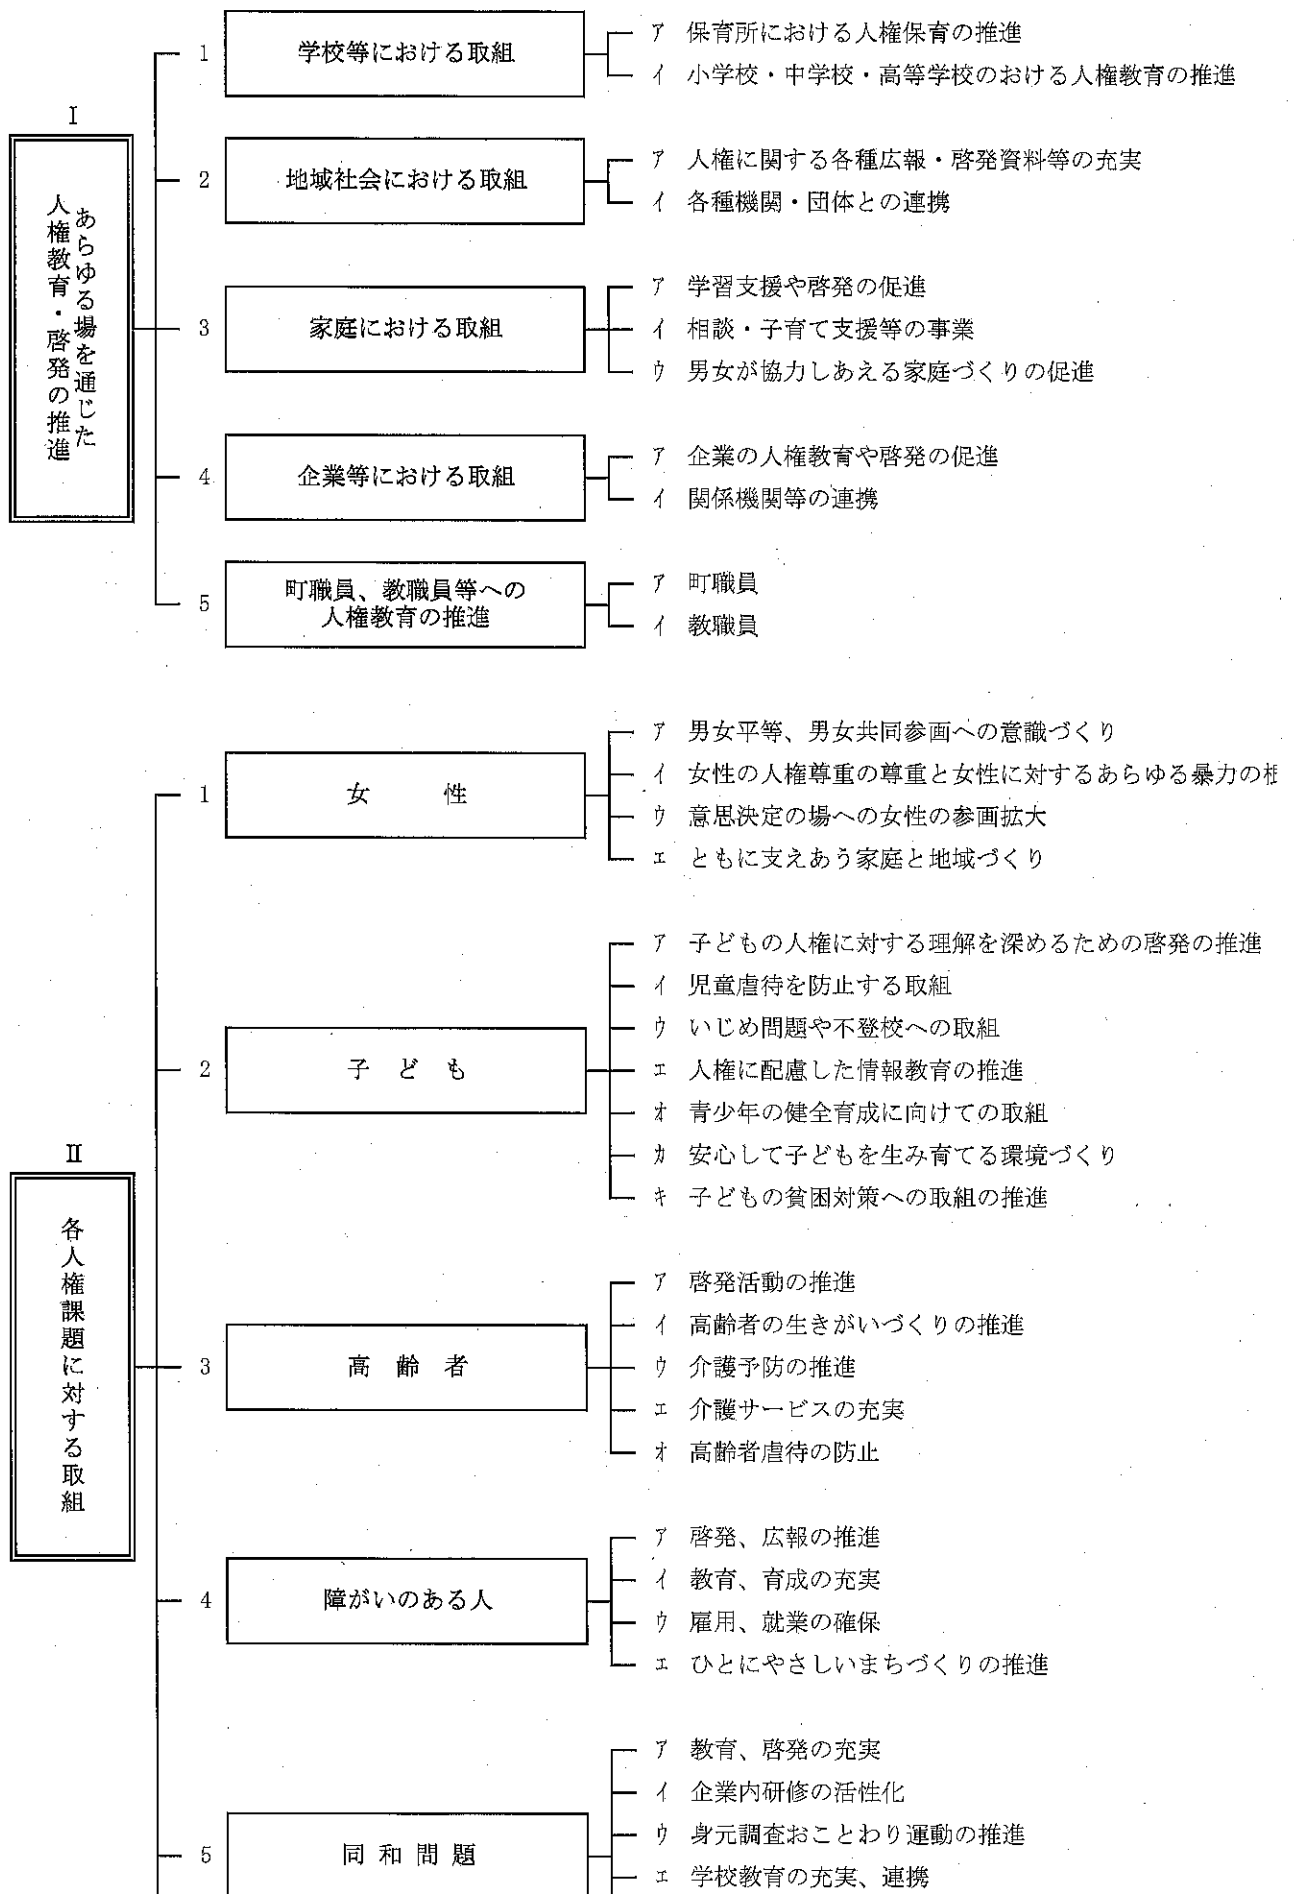 I
あらゆる場を通じた
人権教育・啓発の推進
1 学校等における取組
ア 保育所における人権保育の推進
イ 小学校・中学校・高等学校のおける人権教育の推進
2 地域社会における取組
ア 人権に関する各種広報・啓発資料等の充実
イ 各種機関・団体との連携
3 家庭における取組
ア 学習支援や啓発の促進
イ 相談・子育て支援等の事業
ウ 男女が協力しあえる家庭づくりの促進
4 企業等における取組
ア 企業の人権教育や啓発の促進
イ 関係機関等の連携
5 町職員、教職員等への
人権教育の推進
ア 町職員
イ 教職員
II
各人権課題に対する取組
1 女性
ア 男女平等、男女共同参画への意識づくり
イ 女性の人権尊重の尊重と女性に対するあらゆる暴力の
ウ 意思決定の場への女性の参画拡大
エ ともに支えあう家庭と地域づくり
2 子ども
ア 子どもの人権に対する理解を深めるための啓発の推進
イ 児童虐待を防止する取組
ウ いじめ問題や不登校への取組
エ 人権に配慮した情報教育の推進
オ 青少年の健全育成に向けての取組
カ 安心して子どもを生み育てる環境づくり
キ 子どもの貧困対策への取組の推進
3 高齢者
ア 啓発活動の推進
イ 高齢者の生きがいづくりの推進
ウ 介護予防の推進
エ 介護サービスの充実
オ 高齢者虐待の防止
4 障がいのある人
ア 啓発、広報の推進
イ 教育、育成の充実
ウ 雇用、就業の確保
エ ひとにやさしいまちづくりの推進
5 同和問題
ア 教育、啓発の充実
イ 企業内研修の活性化
ウ 身元調査おことわり運動の推進
エ 学校教育の充実、連携